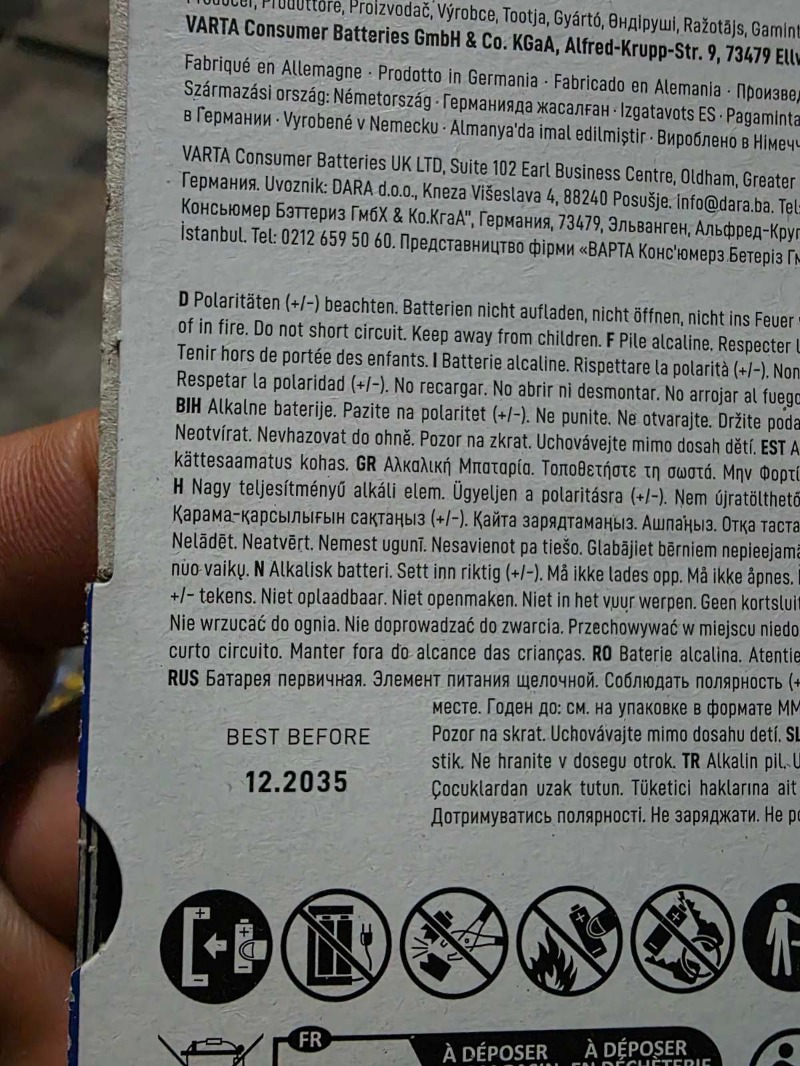 Producer, Produttore, Proizvodač, Výrobce, Tootja, Gyártó, Өндіруші, Ražotājs,
VARTA Consumer Batteries GmbH & Co. KGaA, Alfred-Krupp-Str. 9, 73479
Fabriqué en Allemagne · Prodotto in Germania · Fabricado en Alemania ·
Származási ország: Németország · Германияда жасалған · Izgatavots ES · Pagaminta
в Германии · Vyrobené v Nemecku · Almanya'da imal edilmiştir · Вироблено в
VARTA Consumer Batteries UK LTD, Suite 102 Earl Business Centre, Oldham, Greater
Германия. Uvoznik: DARA d.o.o., Kneza Višeslava 4, 88240 Posušje. info@dara.ba. Tel:
Консьюмер Бэттериз ГмбХ & Ко.КгаА", Германия, 73479, Эльванген,
İstanbul. Tel: 0212 659 50 60. Представництво фірми «ВАРТА Конс'юмерз Бетеріз
D Polaritäten (+/–) beachten. Batterien nicht aufladen, nicht öffnen, nicht ins Feuer
of in fire. Do not short circuit. Keep away from children. F Pile alcaline. Respecter
Tenir hors de portée des enfants. I Batterie alcaline. Rispettare la polarità (+/–). Non
Respetar la polaridad (+/–). No recargar. No abrir ni desmontar. No arrojar al fuego
BIH Alkalne baterije. Pazite na polaritet (+/–). Ne punite. Ne otvarajte. Držite
Neotvírat. Nevhazovat do ohně. Pozor na zkrat. Uchovávejte mimo dosah dětí. EST
kättesaamatus kohas. GR Αλκαλική Μπαταρία. Τοποθετήστε τη σωστά. Μην
H Nagy teljesítményű alkáli elem. Ügyeljen a polaritásra (+/–). Nem
Қарама-қарсылығын сақтаңыз (+/–). Қайта зарядтамаңыз. Ашпаңыз. Отқа
Nelādēt. Neatvērt. Nemest ugunī. Nesavienot pa tiešo. Glabājiet bērniem
nuo vaikų. N Alkalisk batteri. Sett inn riktig (+/–). Må ikke lades opp. Må ikke åpnes.
+/– tekens. Niet oplaadbaar. Niet openmaken. Niet in het vuur werpen. Geen
Nie wrzucać do ognia. Nie doprowadzać do zwarcia. Przechowywać w miejscu
curto circuito. Manter fora do alcance das crianças. RO Baterie alcalina. Atentie
RUS Батарея первичная. Элемент питания щелочной. Соблюдать полярность
месте. Годен до: см. на упаковке в формате
Pozor na skrat. Uchovávajte mimo dosahu detí.
stik. Ne hranite v dosegu otrok. TR Alkalin pil.
Çocuklardan uzak tutun. Tüketici haklarına ait
Дотримуватись полярності. Не заряджати. Не
BEST BEFORE
12.2035
FR
À DÉPOSER
À DÉPOSER